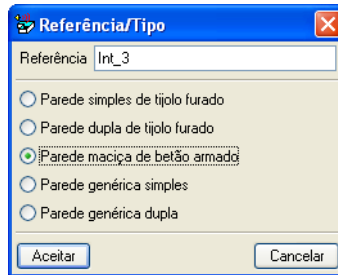 Referência/Tipo
Referência Int_3
Parede simples de tijolo furado
Parede dupla de tijolo furado
Parede maciça de betão armado
Parede genérica simples
Parede genérica dupla
Aceitar Cancelar